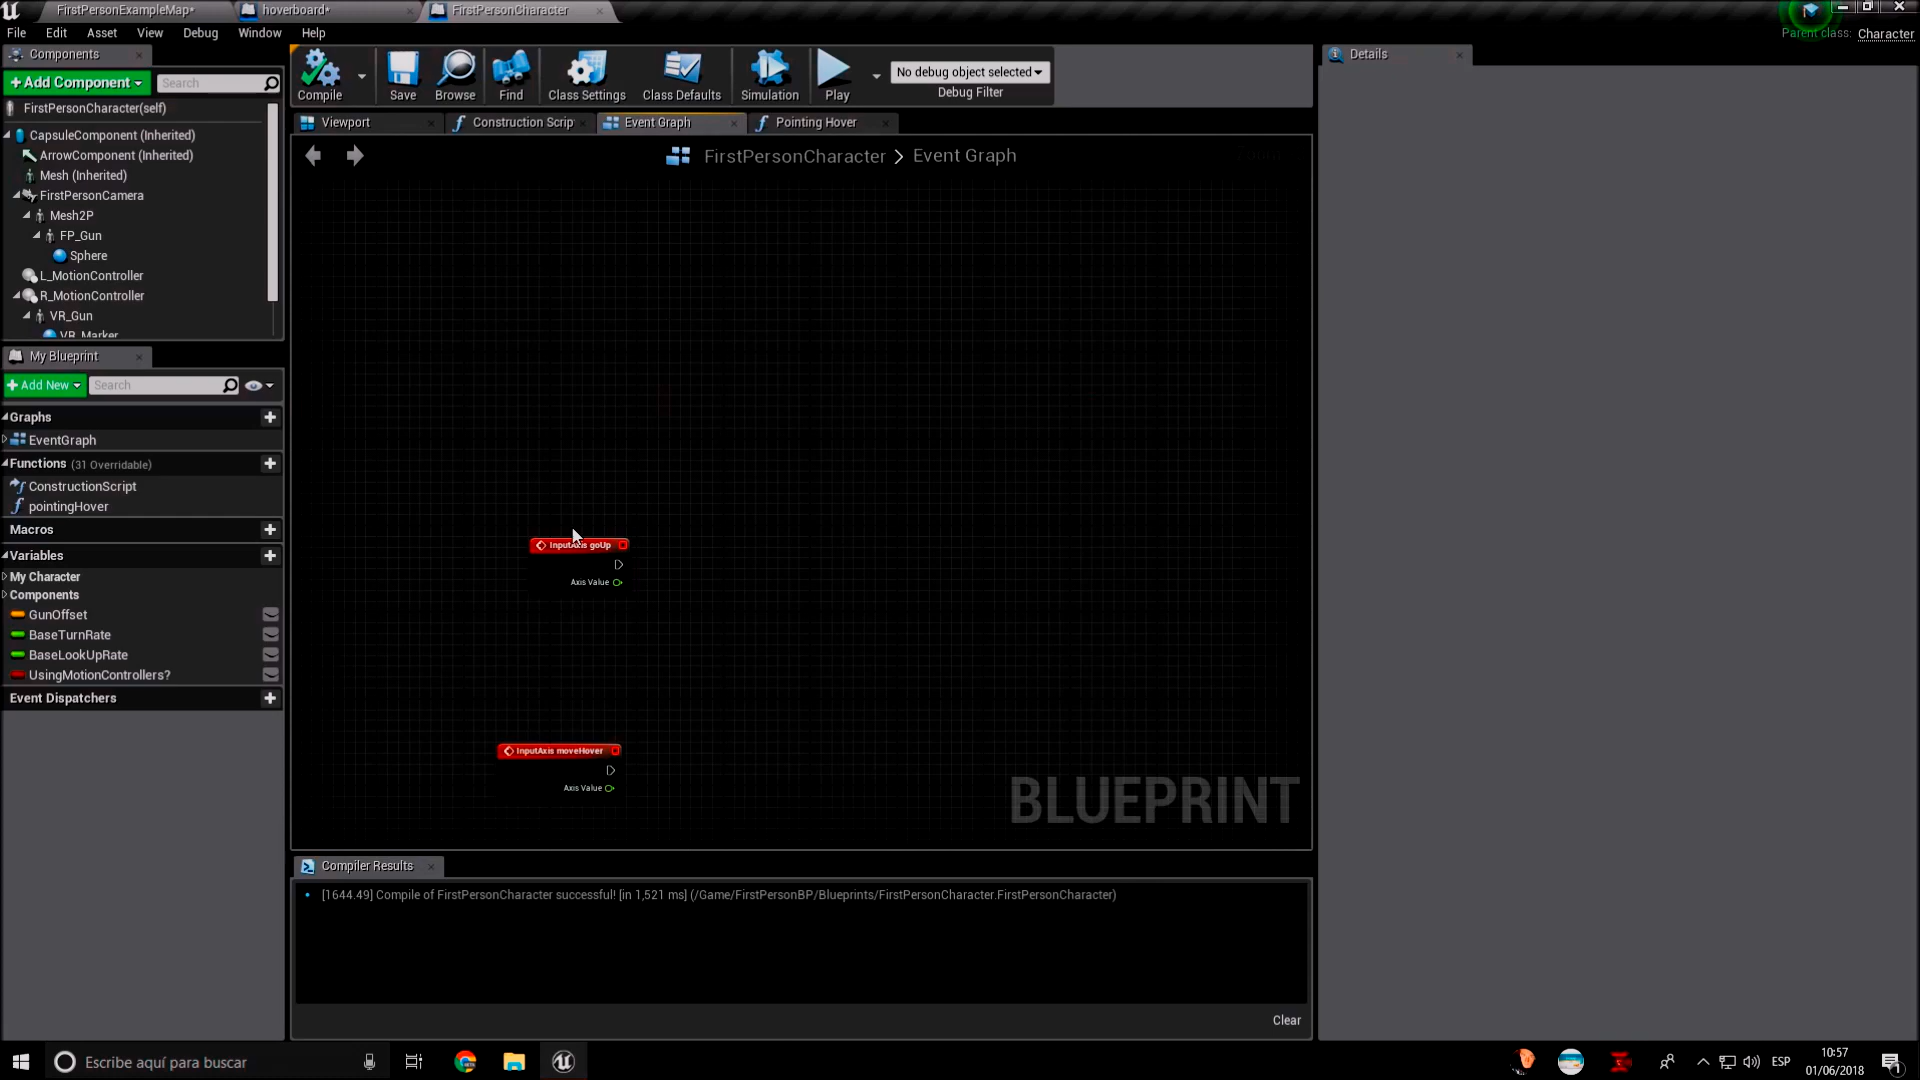 FirstPersonExampleMap*
hoverboard*
FirstPersonCharacter
File Edit Asset View Debug Window Help
Parent class: Character
Components
+ Add Component
Search
FirstPersonCharacter(self)
CapsuleComponent (Inherited)
ArrowComponent (Inherited)
Mesh (Inherited)
FirstPersonCamera
Mesh2P
FP_Gun
Sphere
L_MotionController
R_MotionController
VR_Gun
VR_Marker
Compile
Save
Browse
Find
Class Settings
Class Defaults
Simulation
Play
No debug object selected
Debug Filter
Details
Viewport
Construction Scrip
Event Graph
Pointing Hover
FirstPersonCharacter > Event Graph
My Blueprint
+ Add New
Search
Graphs
EventGraph
Functions (31 Overridable)
ConstructionScript
pointingHover
Macros
Variables
My Character
Components
GunOffset
BaseTurnRate
BaseLookUpRate
UsingMotionControllers?
Event Dispatchers
InputAxis goUp
Axis Value
InputAxis moveHover
Axis Value
BLUEPRINT
Compiler Results
[1644.49] Compile of FirstPersonCharacter successful! [in 1,521 ms] (/Game/FirstPersonBP/Blueprints/FirstPersonCharacter.FirstPersonCharacter)
Clear
Escribe aquí para buscar
ESP
10:57
01/06/2018
1